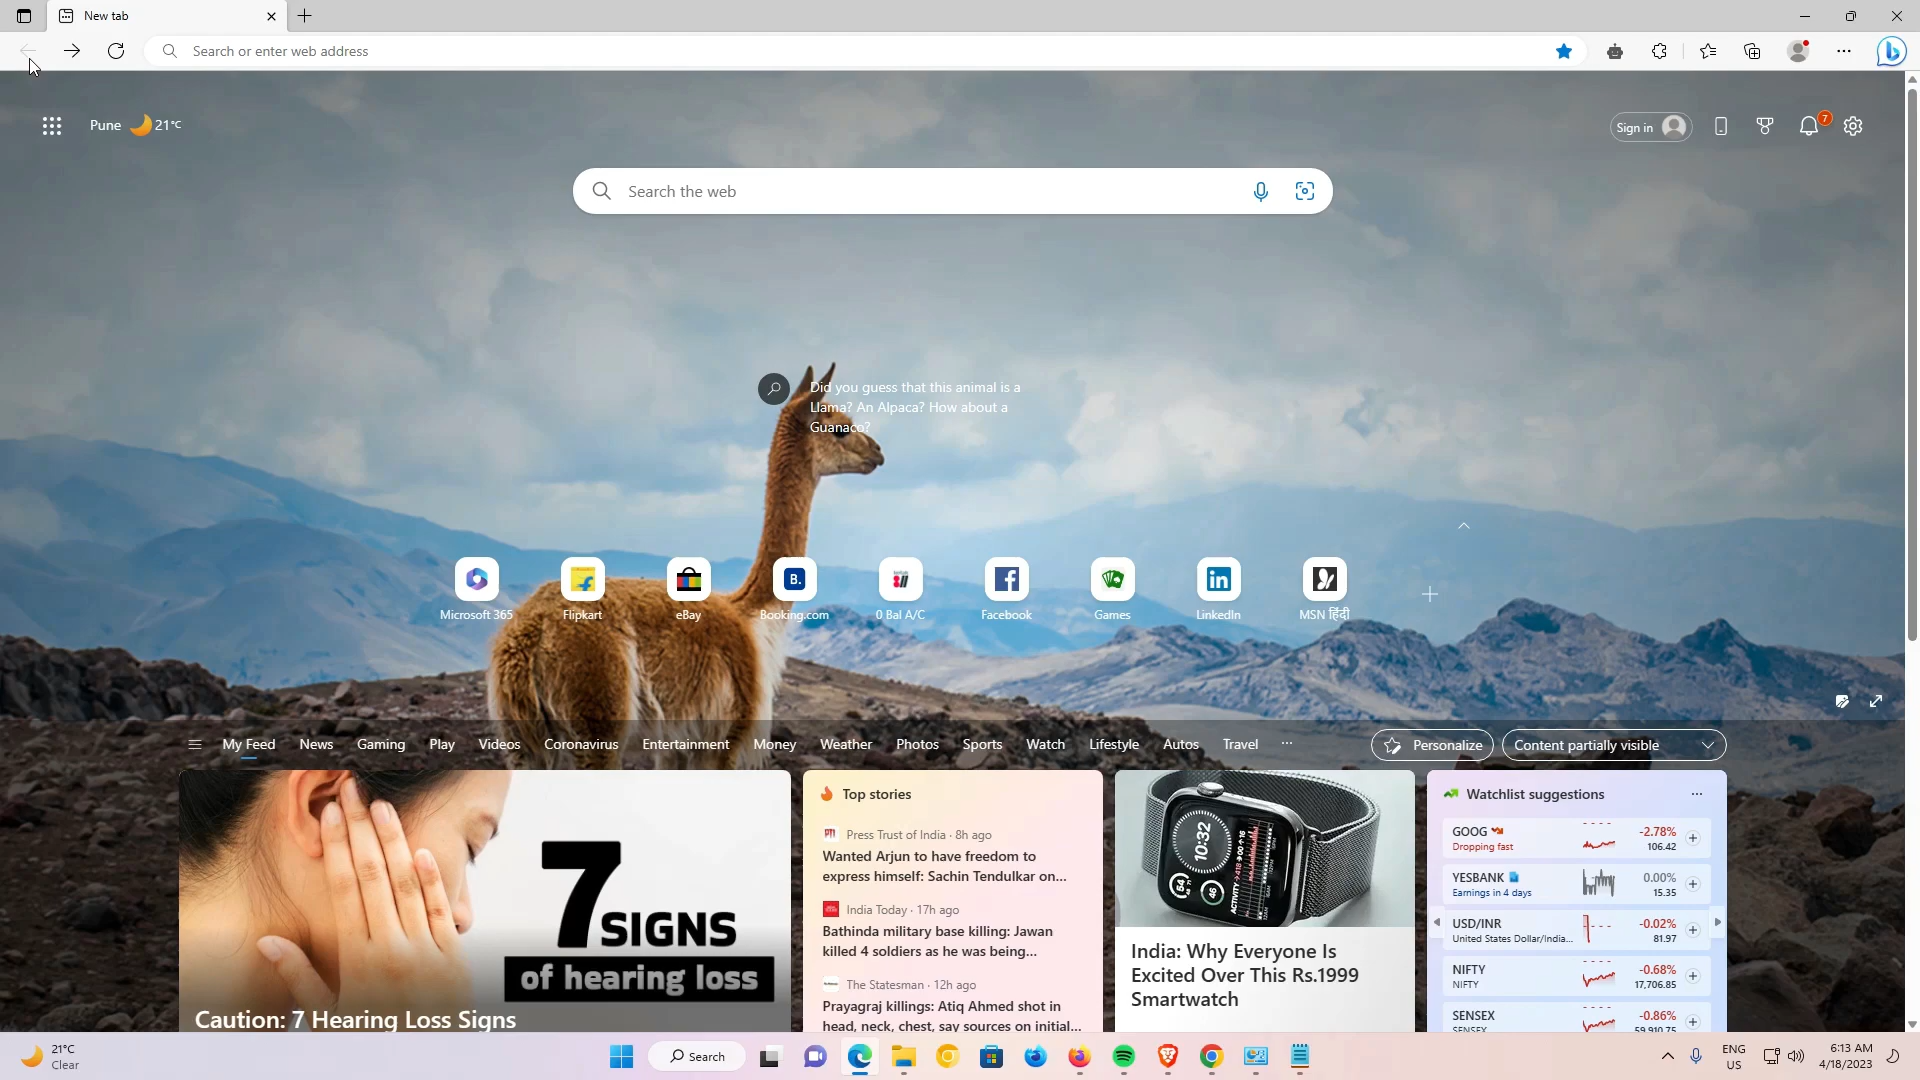 New tab
Search or enter web address
Pune 21°C
Sign in
7
Search the web
Did you guess that this animal is a
Llama? An Alpaca? How about a
Guanaco?
B.
Microsoft 365
Flipkart
eBay
Booking.com
0 Bal A/C
Facebook
Games
LinkedIn
MSN हिंदी
My Feed
News
Gaming
Play
Videos
Coronavirus
Entertainment
Money
Weather
Photos
Sports
Watch
Lifestyle
Autos
Travel
Personalize
Content partially visible
7 SIGNS
of hearing loss
Caution: 7 Hearing Loss Signs
Top stories
Press Trust of India · 8h ago
Wanted Arjun to have freedom to
express himself: Sachin Tendulkar on...
India Today · 17h ago
Bathinda military base killing: Jawan
killed 4 soldiers as he was being...
The Statesman · 12h ago
Prayagraj killings: Atiq Ahmed shot in
head, neck, chest, say sources on initial...
10:32
India: Why Everyone Is
Excited Over This Rs.1999
Smartwatch
Watchlist suggestions
GOOG -2.78%
Dropping fast 106.42
YESBANK 0.00%
Earnings in 4 days 15.35
USD/INR -0.02%
United States Dollar/India... 81.97
NIFTY -0.68%
NIFTY 17,706.85
SENSEX -0.86%
SENSEX 59,910.75
21°C
Clear
Search
ENG
US
6:13 AM
4/18/2023